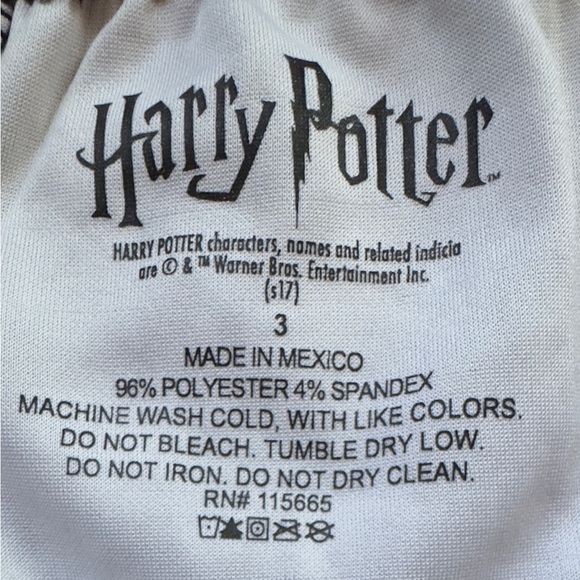 Harry Potter™
HARRY POTTER characters, names and related indicia
are © & ™ Warner Bros. Entertainment Inc.
(s17)
3
MADE IN MEXICO
96% POLYESTER 4% SPANDEX
MACHINE WASH COLD, WITH LIKE COLORS.
DO NOT BLEACH. TUMBLE DRY LOW.
DO NOT IRON. DO NOT DRY CLEAN.
RN# 115665